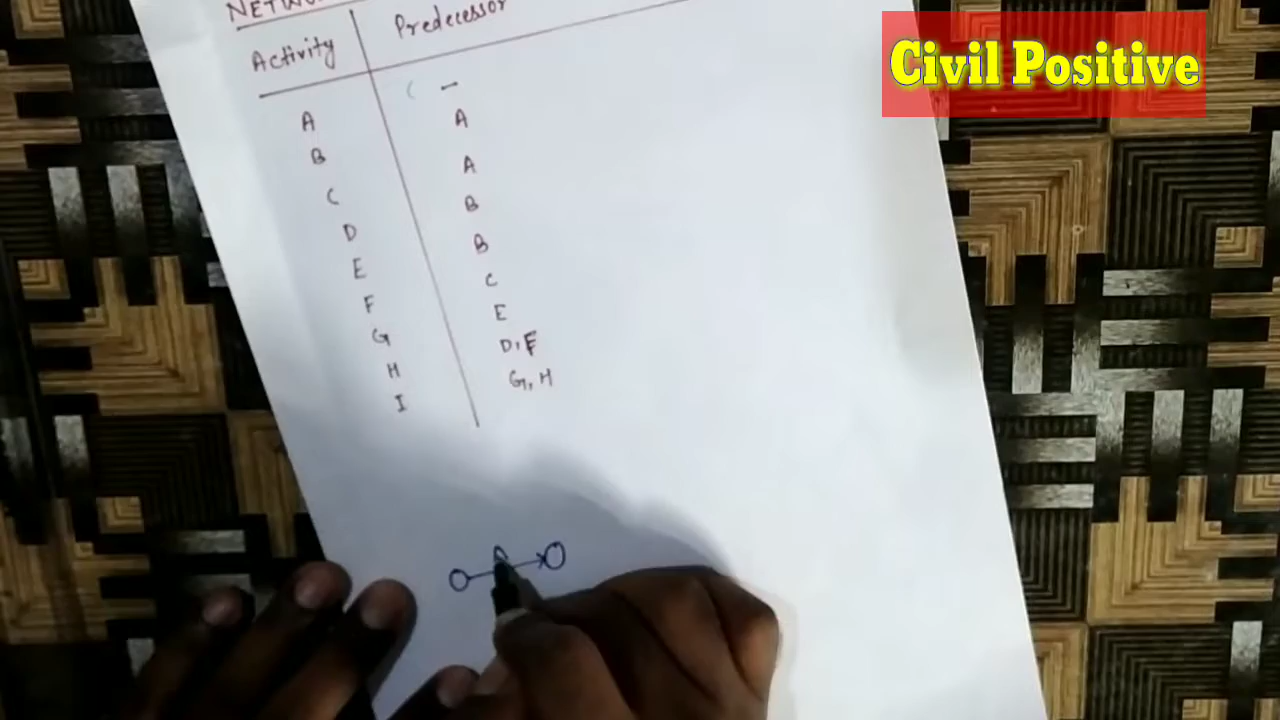 Civil Positive
Activity Predecessor
A -
B A
C A
D B
E B
F C
G E
H D, F
I G, H
A